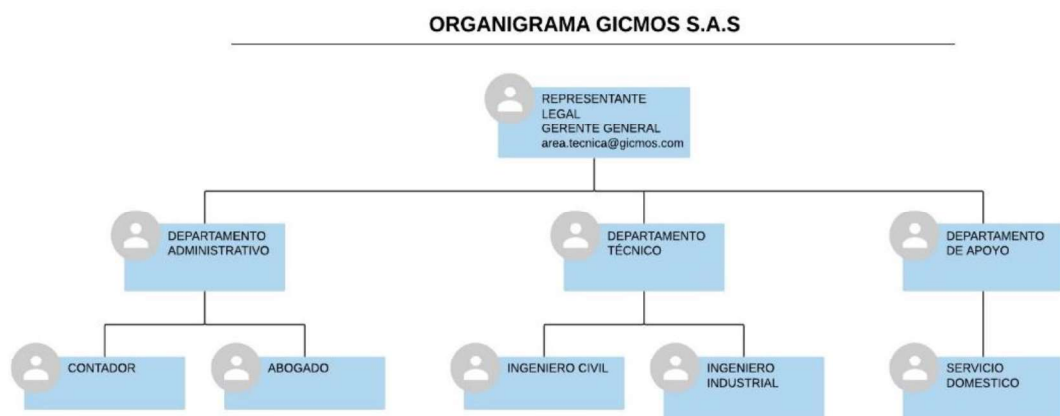 ORGANIGRAMA GICMOS S.A.S
REPRESENTANTE
LEGAL
GERENTE GENERAL
area.tecnica@gicmos.com
DEPARTAMENTO
ADMINISTRATIVO
DEPARTAMENTO
TÉCNICO
DEPARTAMENTO
DE APOYO
CONTADOR
ABOGADO
INGENIERO CIVIL
INGENIERO
INDUSTRIAL
SERVICIO
DOMESTICO